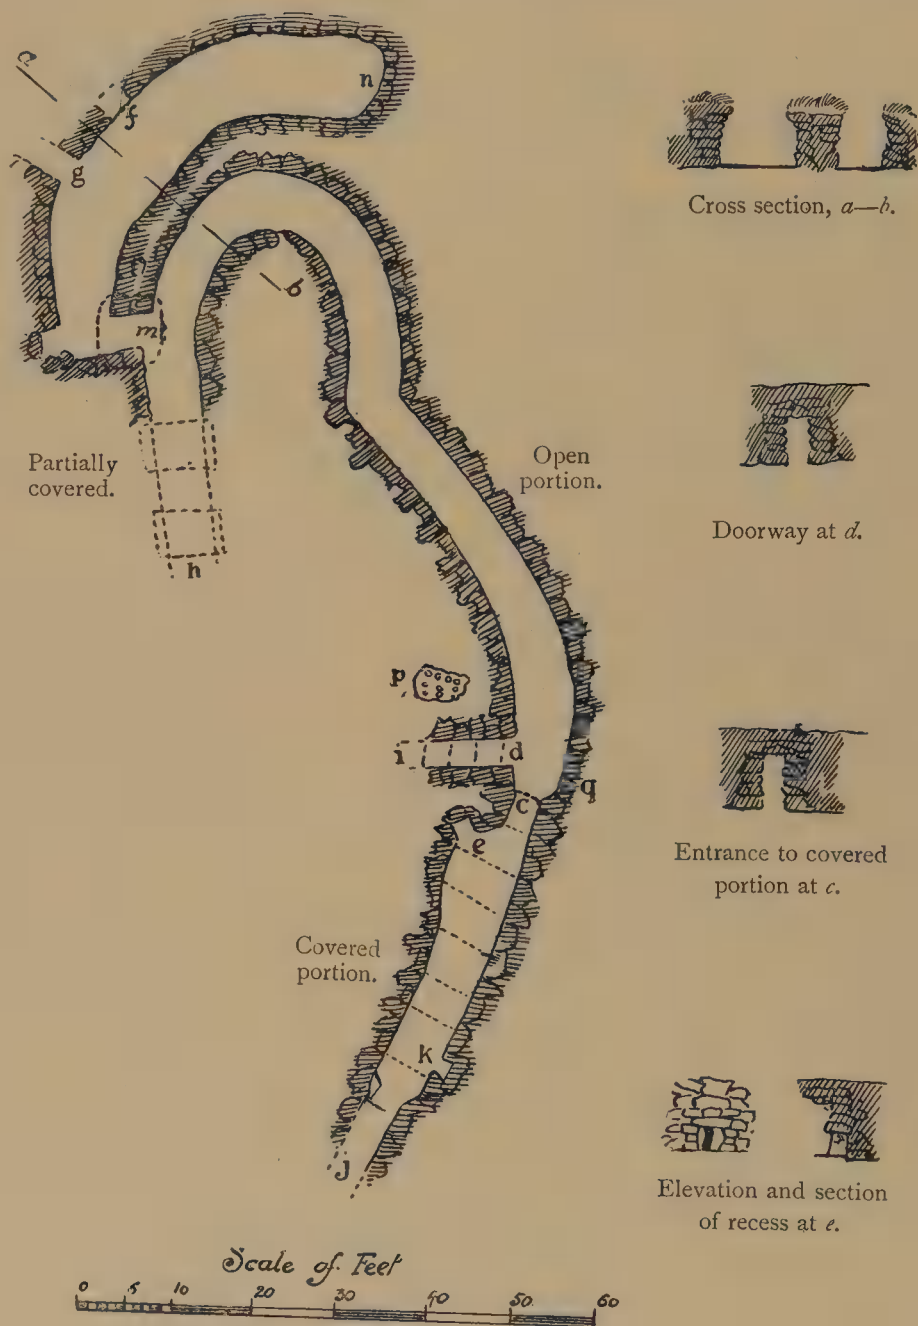 a
n
f
g
Cross section, a—b.
b
m
Partially
covered.
Open
portion.
Doorway at d.
h
p
i
d
q
c
e
Entrance to covered
portion at c.
Covered
portion.
k
J
Elevation and section
of recess at e.
Scale of Feet
0 5 10 20 30 40 50 60